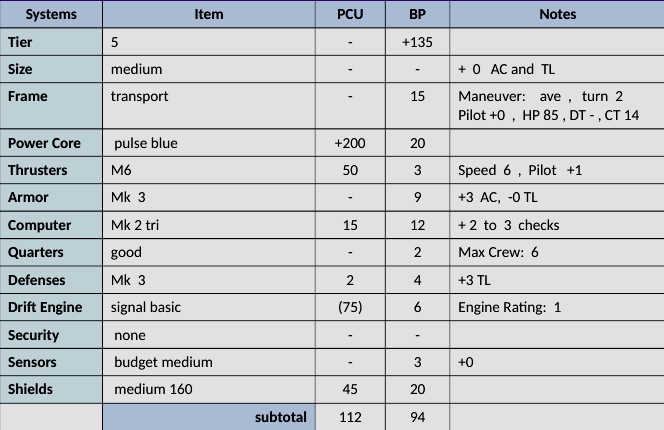 Systems Item PCU BP Notes
Tier 5 - +135
Size medium - - + 0 AC and TL
Frame transport - 15 Maneuver: ave , turn 2
Pilot +0 , HP 85 , DT - , CT 14
Power Core pulse blue +200 20
Thrusters M6 50 3 Speed 6 , Pilot +1
Armor Mk 3 - 9 +3 AC, -0 TL
Computer Mk 2 tri 15 12 + 2 to 3 checks
Quarters good - 2 Max Crew: 6
Defenses Mk 3 2 4 +3 TL
Drift Engine signal basic (75) 6 Engine Rating: 1
Security none - -
Sensors budget medium - 3 +0
Shields medium 160 45 20
subtotal 112 94